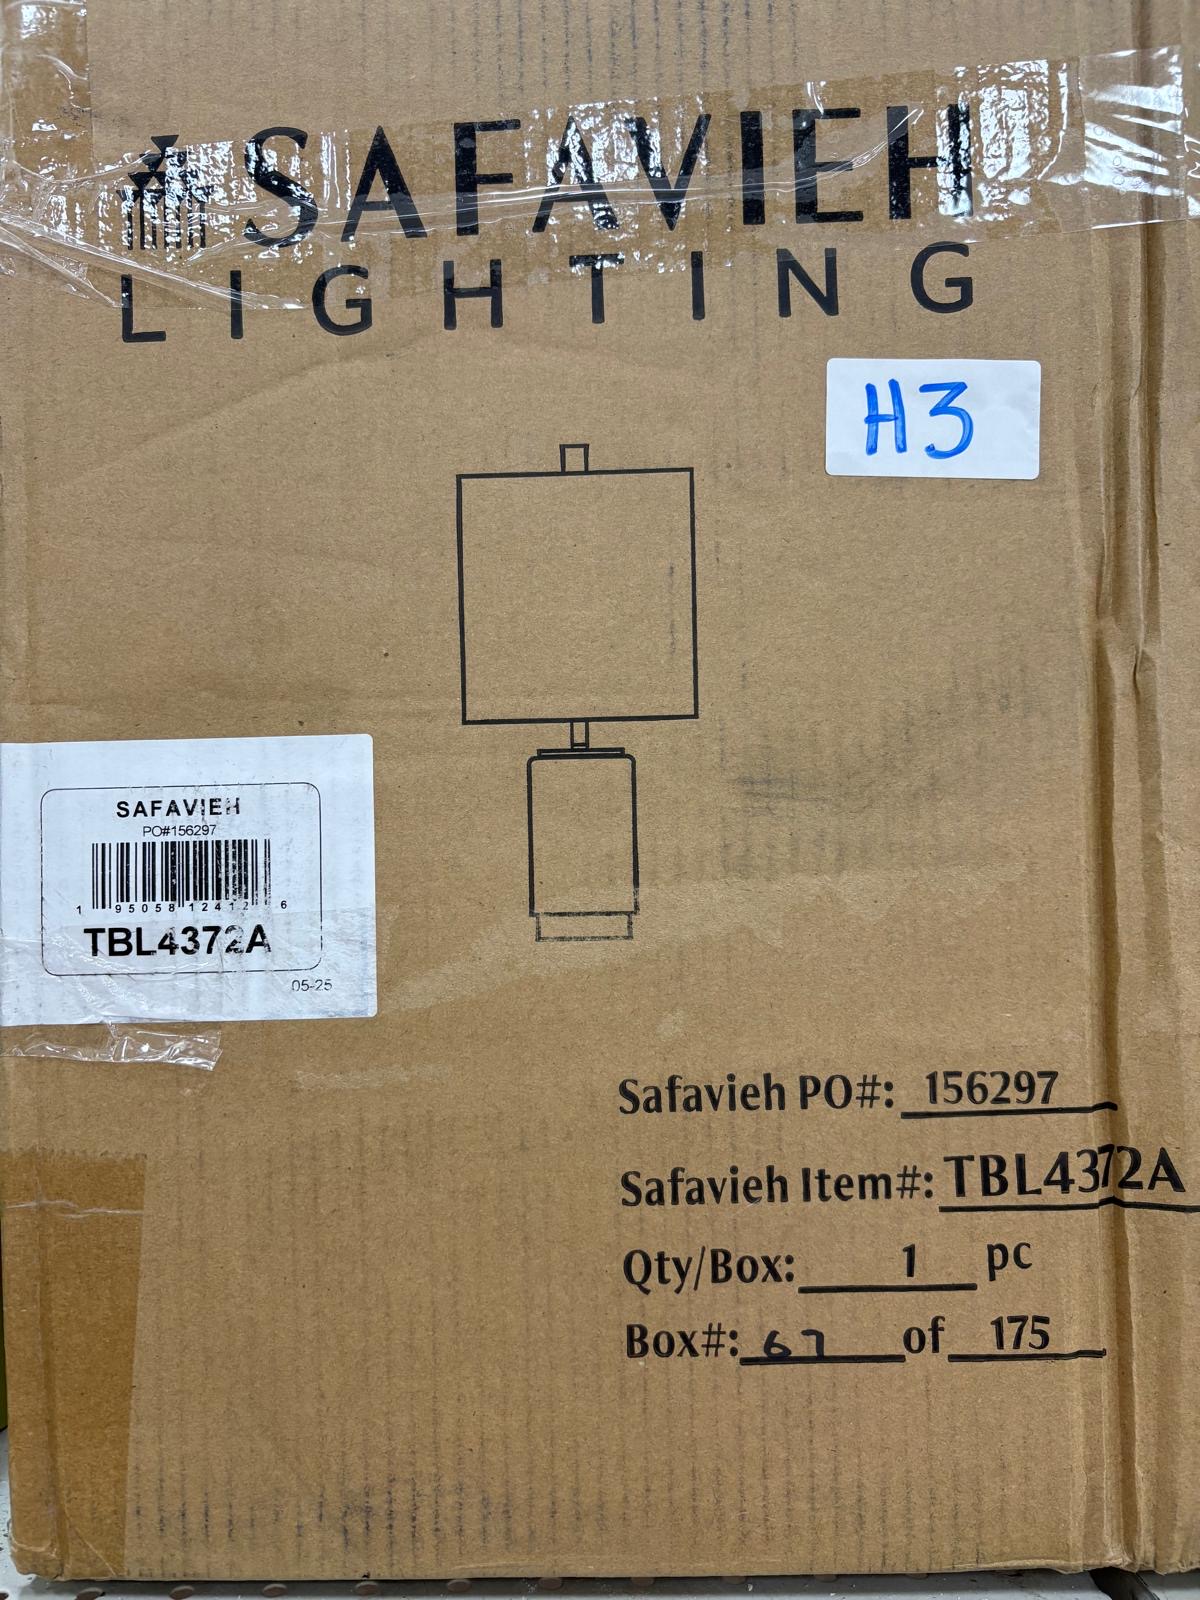 SAFAVIEH
LIGHTING
H3
SAFAVIEH
PO#156297
1 95058 12412 6
TBL4372A
05-25
Safavieh PO#: 156297
Safavieh Item#: TBL4372A
Qty/Box: 1 pc
Box#: 67 of 175